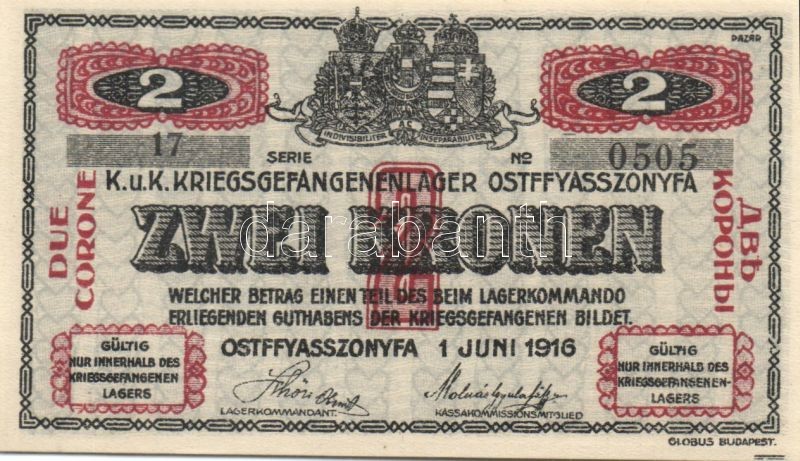 PAZÁR
2 2
17 SERIE No 0505
INDIVISIBILITER AC INSEPARABILITER
K.u.K. KRIEGSGEFANGENENLAGER OSTFFYASSZONYFA
ZWEI KRONEN
DUE CORONE
ДВѢ КОРОНЫ
darabanth
WELCHER BETRAG EINEN TEIL DES BEIM LAGERKOMMANDO
ERLIEGENDEN GUTHABENS DER KRIEGSGEFANGENEN BILDET.
OSTFFYASSZONYFA 1 JUNI 1916
GÜLTIG
NUR INNERHALB DES
KRIEGSGEFANGENEN
LAGERS
LAGERKOMMANDANT.
KASSAKOMMISSIONSMITGLIED
GÜLTIG
NUR INNERHALB DES
KRIEGSGEFANGENEN-
LAGERS
GLOBUS BUDAPEST.